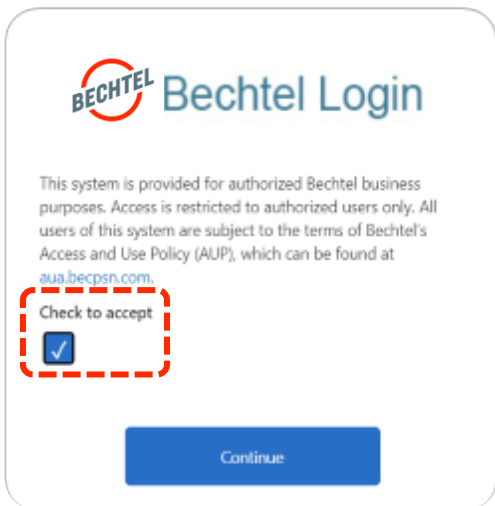 BECHTEL
Bechtel Login
This system is provided for authorized Bechtel business
purposes. Access is restricted to authorized users only. All
users of this system are subject to the terms of Bechtel's
Access and Use Policy (AUP), which can be found at
aua.becpsn.com.
Check to accept
Continue